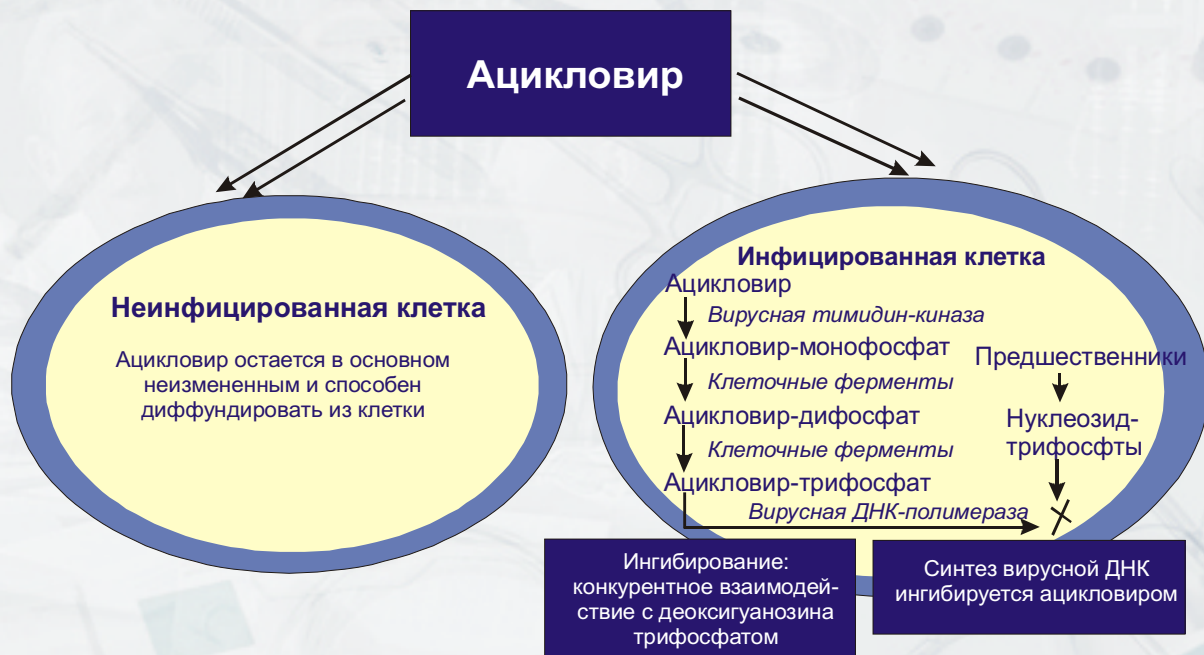 Ацикловир
Неинфицированная клетка
Ацикловир остается в основном
неизмененным и способен
диффундировать из клетки
Инфицированная клетка
Ацикловир
Вирусная тимидин-киназа
Ацикловир-монофосфат
Клеточные ферменты
Ацикловир-дифосфат
Клеточные ферменты
Ацикловир-трифосфат
Вирусная ДНК-полимераза
Предшественники
Нуклеозид-
трифосфты
Ингибирование:
конкурентное взаимодей-
ствие с деоксигуанозина
трифосфатом
Синтез вирусной ДНК
ингибируется ацикловиром